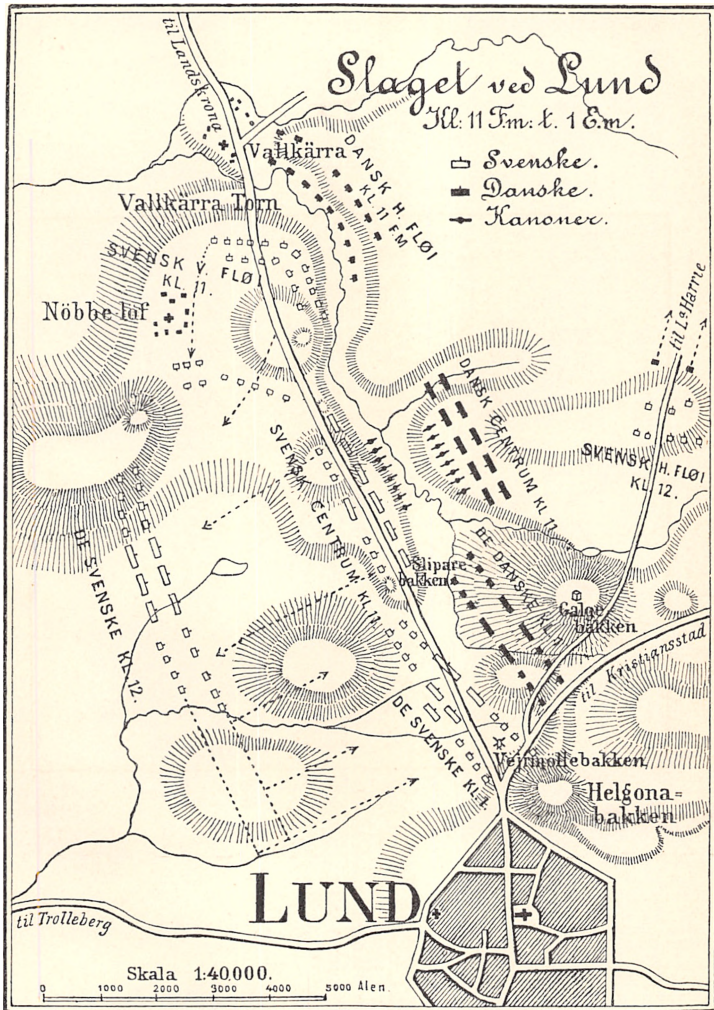 til Landskrona
Slaget ved Lund
Kl: 11 Fm: t. 1 Em.
Svenske.
Danske.
Kanoner.
Vallkärra
DANSK H. FLØI
KL. 11 FM
Vallkärra Torn
SVENSK V. FLØI
KL. 11.
Nöbbelöf
til La Harrie
DANSK CENTRUM KL. 11.
SVENSK H. FLØI
KL. 12.
SVENSK CENTRUM KL. 11.
DE SVENSKE KL. 12.
Slipare
bakken
DE DANSKE KL. 1.
Galge
bakken
til Kristiansstad
DE SVENSKE KL. 1.
Vejrmöllebakken
Helgona=
bakken
LUND
til Trolleberg
Skala 1:40,000.
0 1000 2000 3000 4000 5000 Alen.